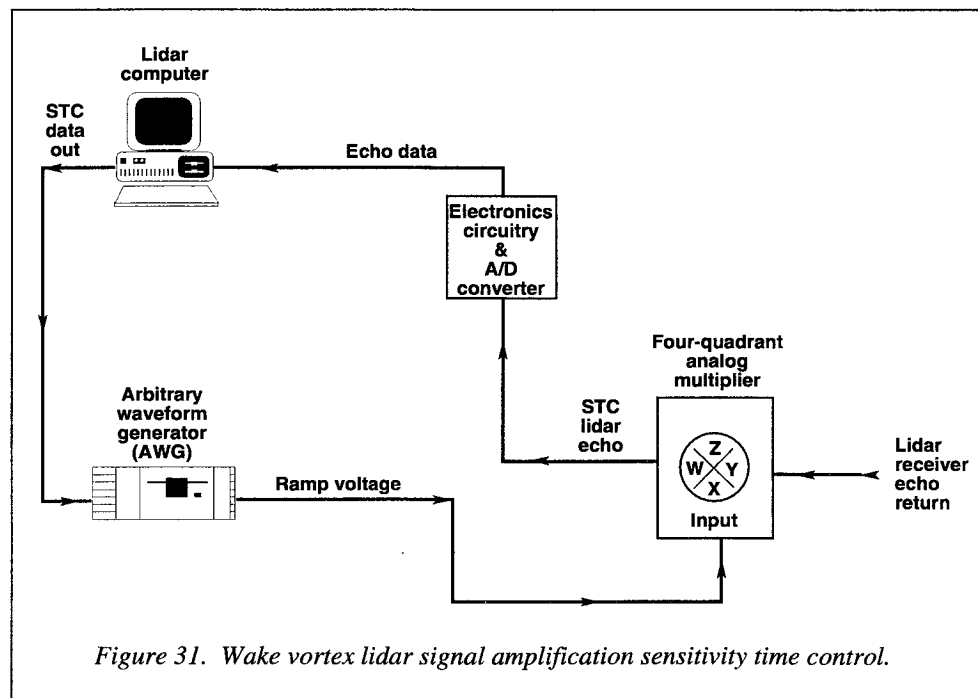 Lidar
computer
STC
data
out
Echo data
Electronics
circuitry
&
A/D
converter
Four-quadrant
analog
multiplier
Arbitrary
waveform
generator
(AWG)
STC
lidar
echo
Z
W Y
X
Input
Lidar
receiver
echo
return
Ramp voltage
Figure 31. Wake vortex lidar signal amplification sensitivity time control.